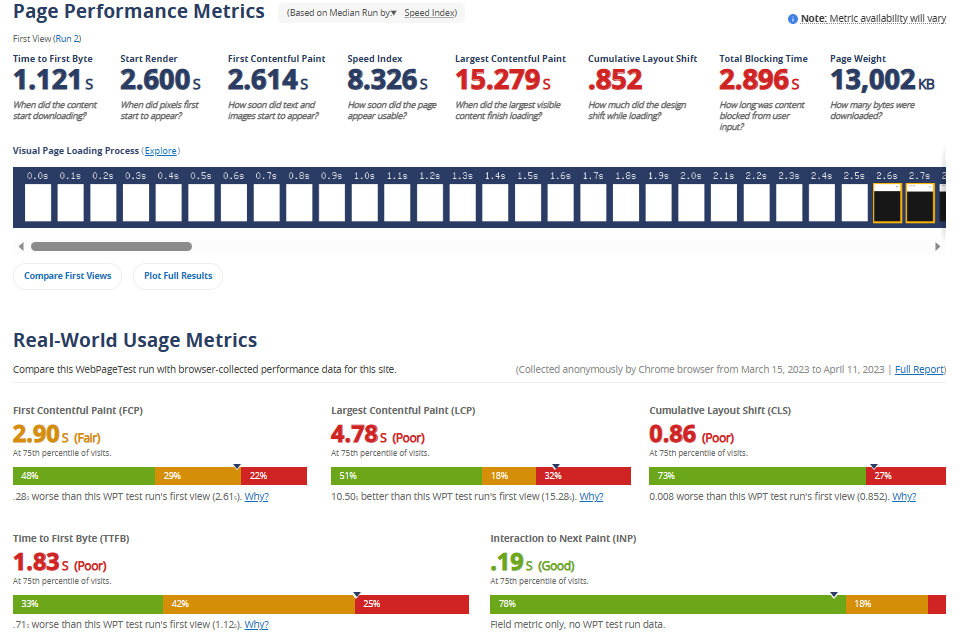 Page Performance Metrics (Based on Median Run by:▾ Speed Index)
Note: Metric availability will vary
First View (Run 2)
Time to First Byte Start Render First Contentful Paint Speed Index Largest Contentful Paint Cumulative Layout Shift Total Blocking Time Page Weight
1.121 S 2.600 S 2.614 S 8.326 S 15.279 S .852 2.896 S 13,002 KB
When did the content start downloading?
When did pixels first start to appear?
How soon did text and images start to appear?
How soon did the page appear usable?
When did the largest visible content finish loading?
How much did the design shift while loading?
How long was content blocked from user input?
How many bytes were downloaded?
Visual Page Loading Process (Explore)
0.0s 0.1s 0.2s 0.3s 0.4s 0.5s 0.6s 0.7s 0.8s 0.9s 1.0s 1.1s 1.2s 1.3s 1.4s 1.5s 1.6s 1.7s 1.8s 1.9s 2.0s 2.1s 2.2s 2.3s 2.4s 2.5s 2.6s 2.7s 2
Compare First Views Plot Full Results
Real-World Usage Metrics
Compare this WebPageTest run with browser-collected performance data for this site. (Collected anonymously by Chrome browser from March 15, 2023 to April 11, 2023 | Full Report)
First Contentful Paint (FCP) Largest Contentful Paint (LCP) Cumulative Layout Shift (CLS)
2.90 S (Fair) 4.78 S (Poor) 0.86 (Poor)
At 75th percentile of visits. At 75th percentile of visits. At 75th percentile of visits.
48% 29% 22% 51% 18% 32% 73% 27%
.28s worse than this WPT test run's first view (2.61s). Why? 10.50s better than this WPT test run's first view (15.28s). Why? 0.008 worse than this WPT test run's first view (0.852). Why?
Time to First Byte (TTFB) Interaction to Next Paint (INP)
1.83 S (Poor) .19 S (Good)
At 75th percentile of visits. At 75th percentile of visits.
33% 42% 25% 78% 18%
.71s worse than this WPT test run's first view (1.12s). Why? Field metric only, no WPT test run data.